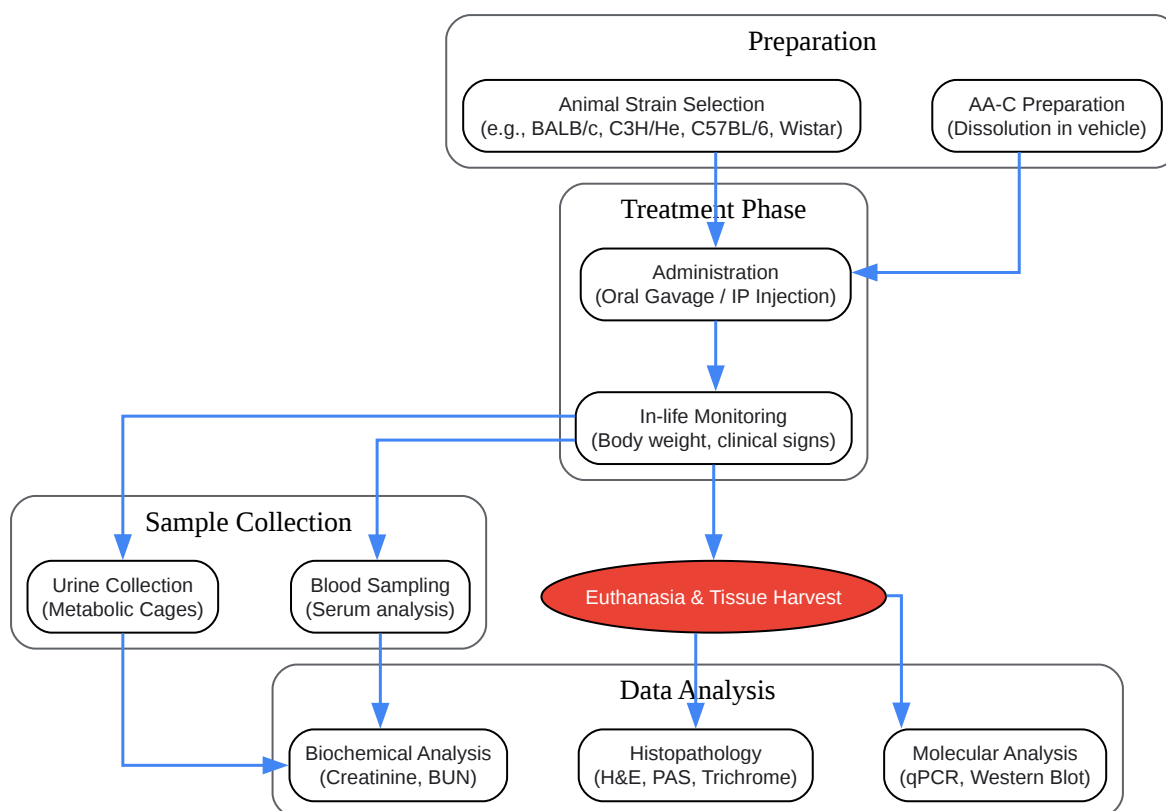 Preparation
Animal Strain Selection
(e.g., BALB/c, C3H/He, C57BL/6, Wistar)
AA-C Preparation
(Dissolution in vehicle)
Treatment Phase
Administration
(Oral Gavage / IP Injection)
In-life Monitoring
(Body weight, clinical signs)
Sample Collection
Urine Collection
(Metabolic Cages)
Blood Sampling
(Serum analysis)
Euthanasia & Tissue Harvest
Data Analysis
Biochemical Analysis
(Creatinine, BUN)
Histopathology
(H&E, PAS, Trichrome)
Molecular Analysis
(qPCR, Western Blot)